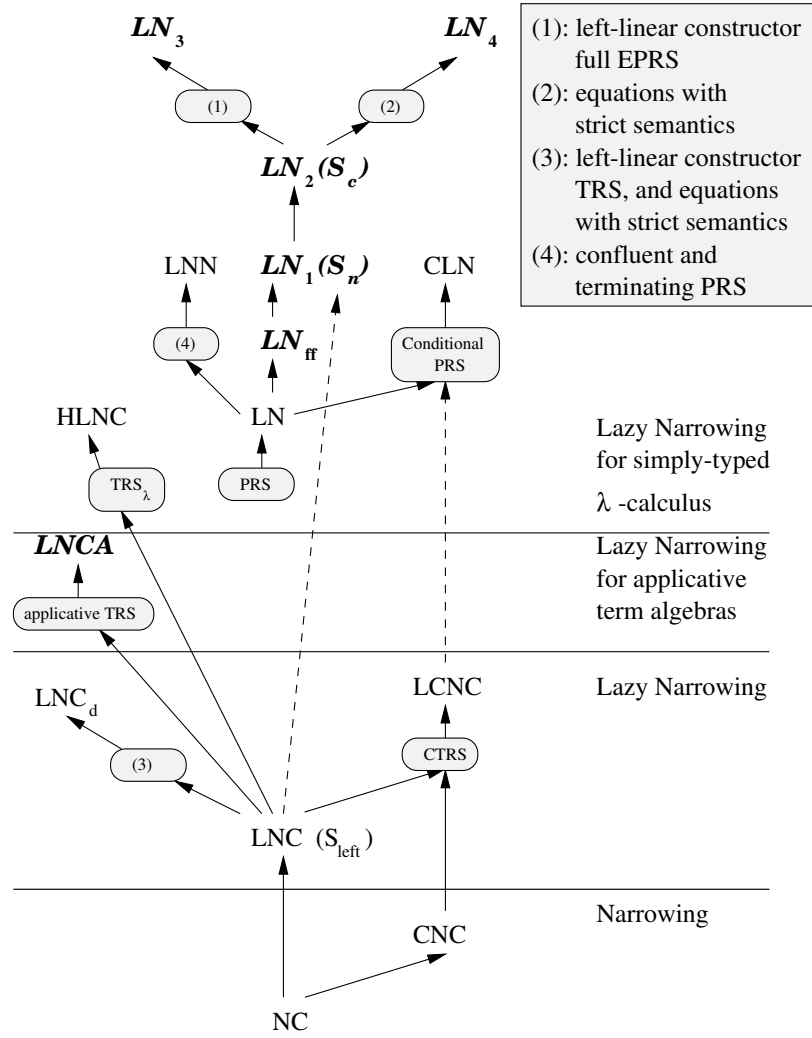 LN3
LN4
(1): left-linear constructor
full EPRS
(2): equations with
strict semantics
(3): left-linear constructor
TRS, and equations
with strict semantics
(4): confluent and
terminating PRS
(1)
(2)
LN2(Sc)
LNN
LN1(Sn)
CLN
(4)
LNff
Conditional
PRS
HLNC
LN
Lazy Narrowing
for simply-typed
λ -calculus
TRSλ
PRS
LNCA
Lazy Narrowing
for applicative
term algebras
applicative TRS
LNCd
LCNC
Lazy Narrowing
(3)
CTRS
LNC (Sleft)
Narrowing
CNC
NC